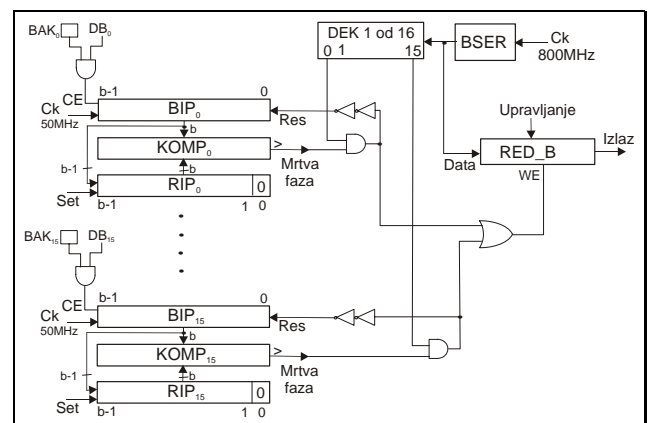 BAK₀ DB₀
DEK 1 od 16
0 1 15
BSER
Ck
800MHz
b-1 0
CE
Ck
50MHz
BIP₀
Res
b
KOMP₀
>
Mrtva
faza
b-1
b
RIP₀ 0
Set
b-1 1 0
Upravljanje
RED_B
Izlaz
Data
WE
BAK₁₅ DB₁₅
b-1 0
CE
Ck
50MHz
BIP₁₅
Res
b
KOMP₁₅
>
Mrtva
faza
b-1
b
RIP₁₅ 0
Set
b-1 1 0